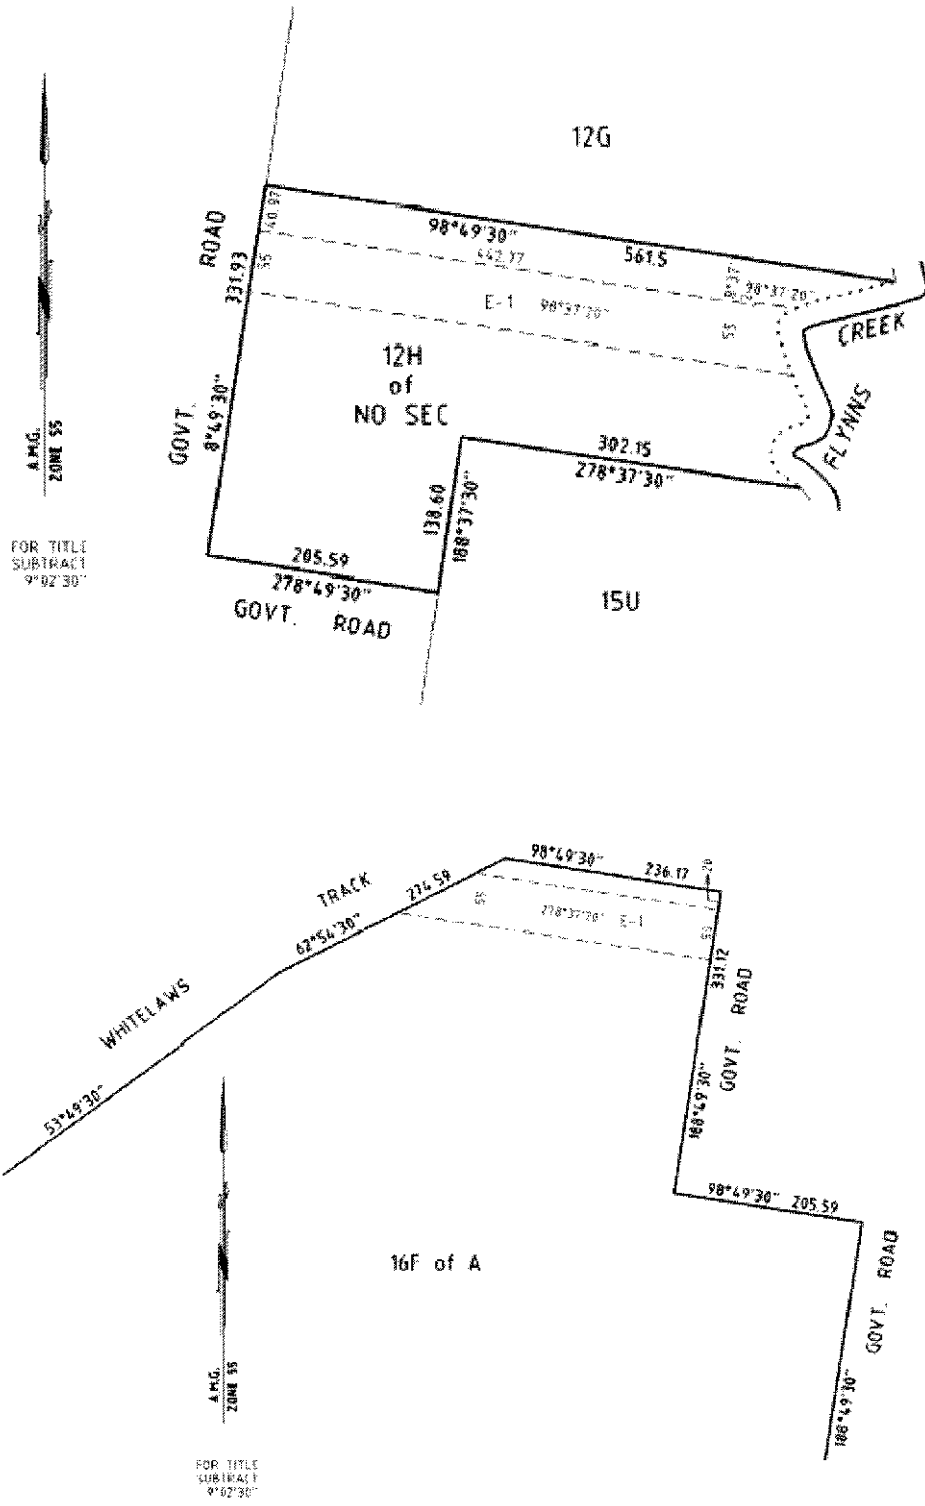 12G
ROAD
331.93
40.97
98°49'30"
561.5
442.77
98°37'20"
55
E-1 98°37'20"
CREEK
FLYNNS
12H
of
NO SEC
GOVT.
8°49'30"
302.15
278°37'30"
138.60
188°37'30"
205.59
278°49'30"
GOVT. ROAD
15U
A.M.G.
ZONE 55
FOR TITLE
SUBTRACT
9°02'30"
98°49'30" 236.17
20
TRACK
274.59
62°54'30"
278°37'20" E-1
WHITELAWS
53°49'30"
331.12
188°49'30"
GOVT. ROAD
98°49'30" 205.59
16F of A
GOVT. ROAD
188°49'30"
A.M.G.
ZONE 55
FOR TITLE
SUBTRACT
9°02'30"